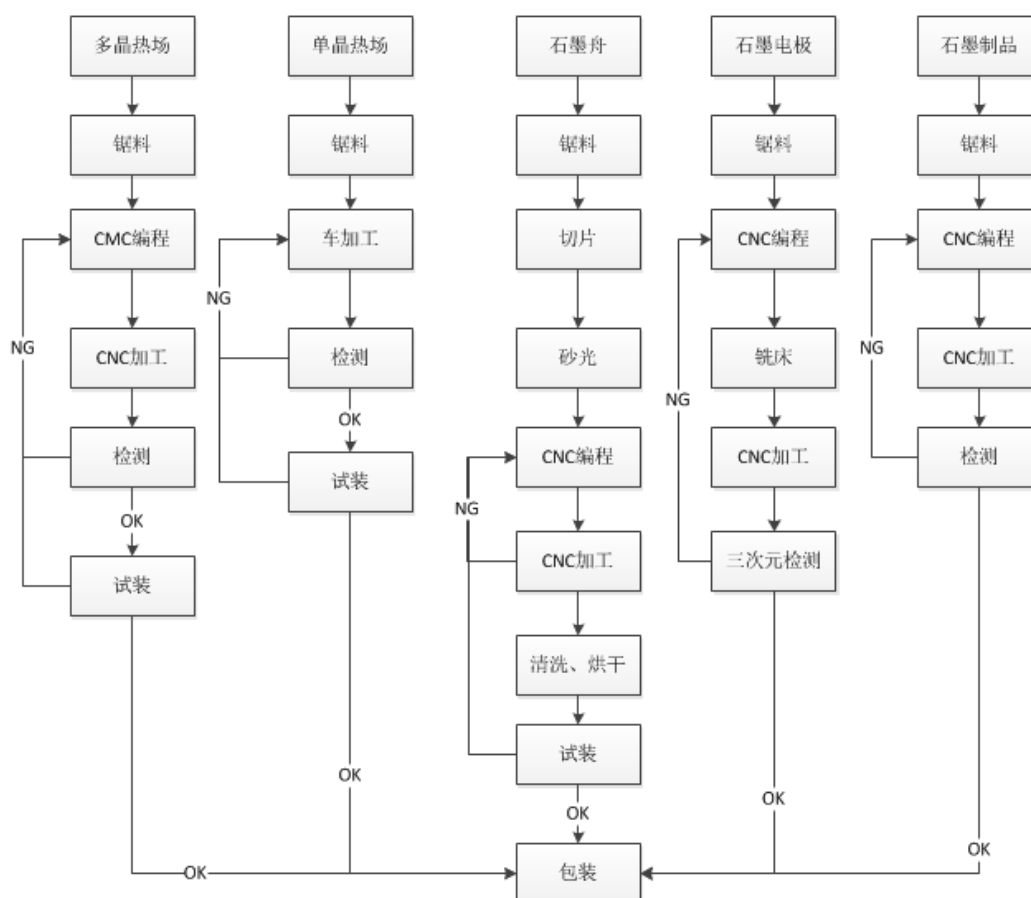 多晶热场
单晶热场
石墨舟
石墨电极
石墨制品
锯料
锯料
锯料
锯料
锯料
CMC编程
车加工
切片
CNC编程
CNC编程
NG
NG
NG
NG
CNC加工
检测
砂光
铣床
CNC加工
OK
检测
试装
CNC编程
CNC加工
检测
NG
OK
试装
CNC加工
三次元检测
清洗、烘干
试装
OK
OK
OK
包装
OK
OK